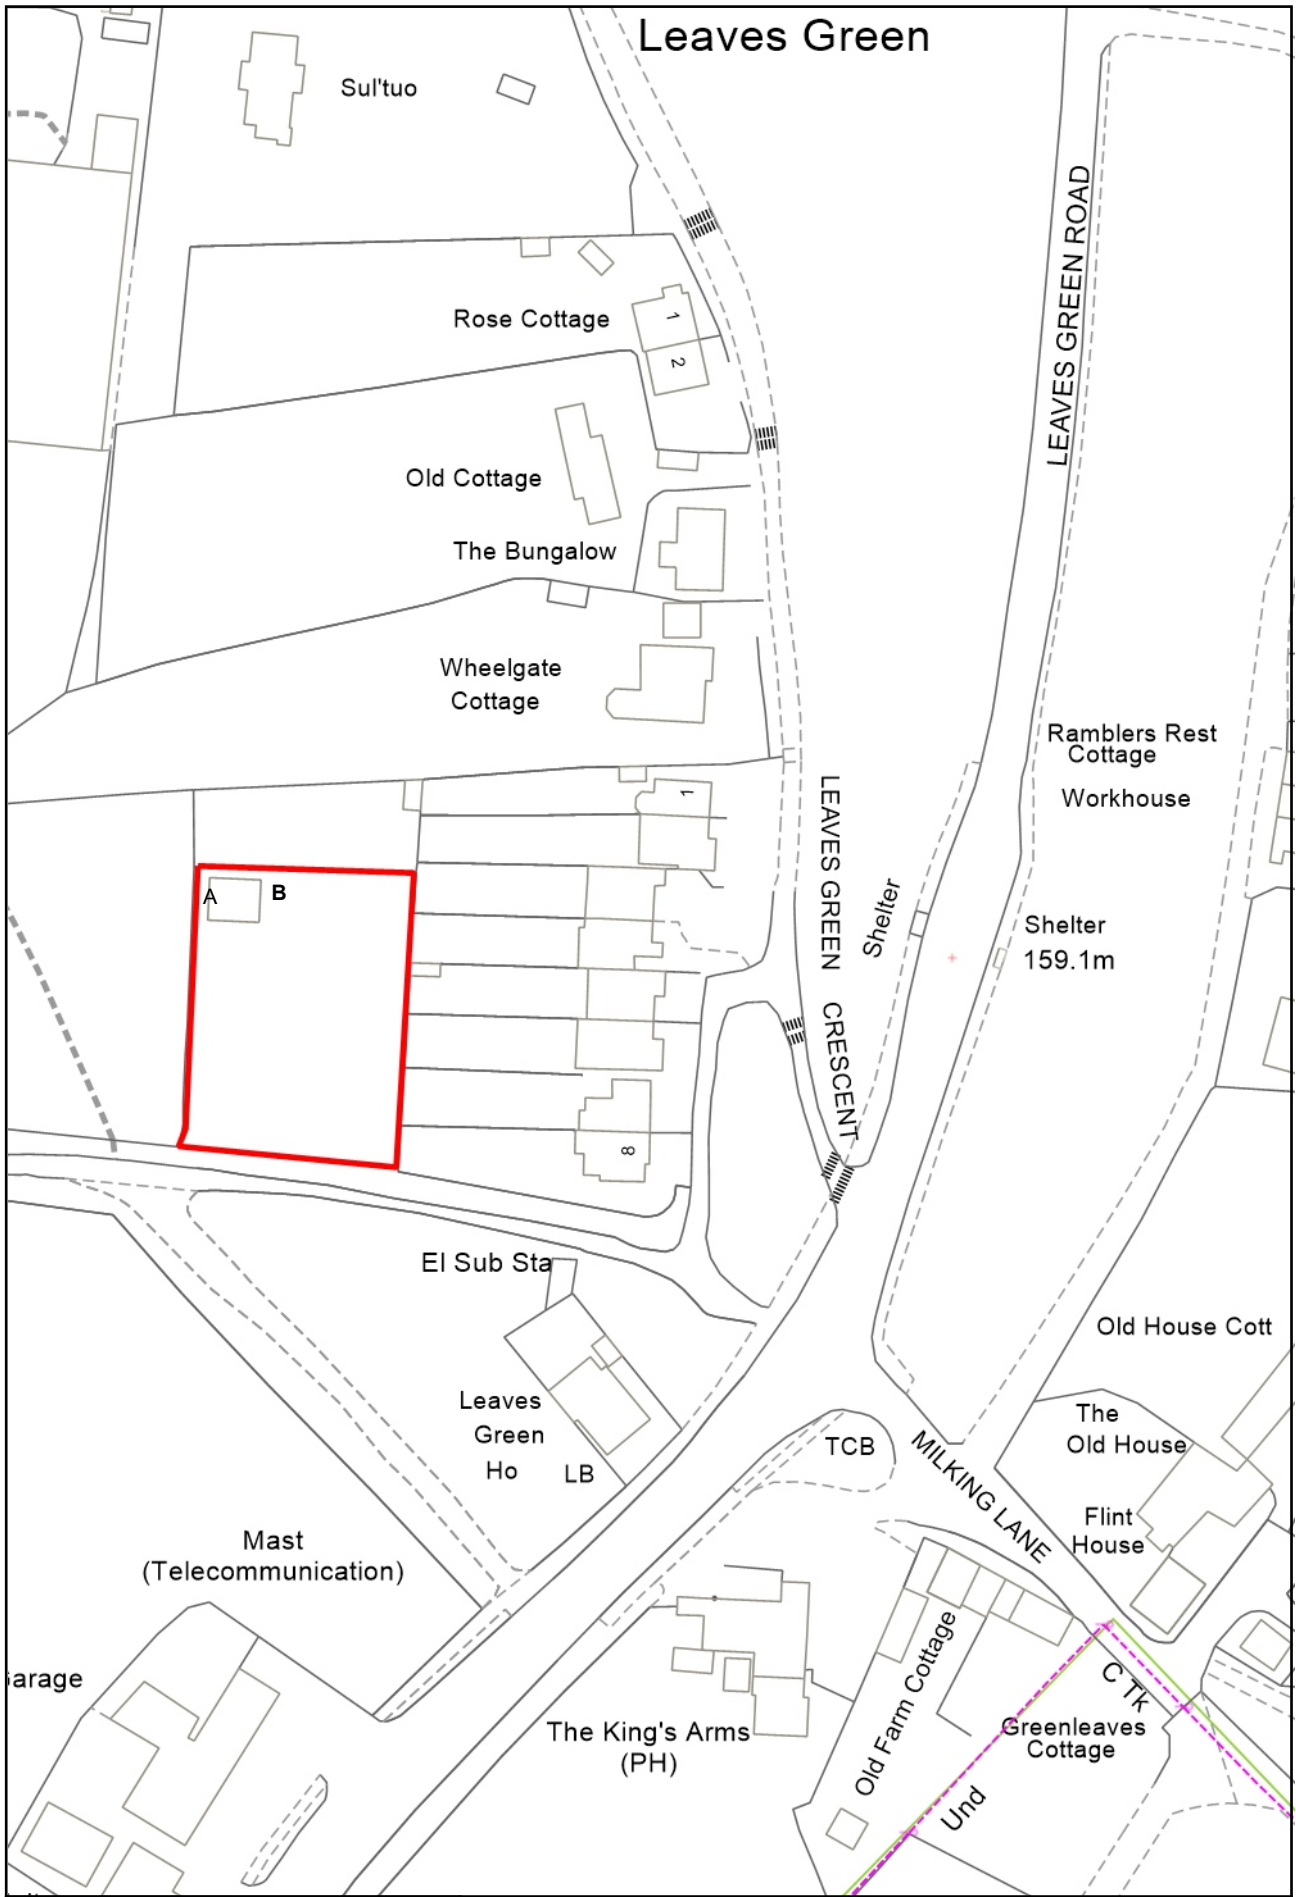 Leaves Green
Sul'tuo
LEAVES GREEN ROAD
Rose Cottage
1
2
Old Cottage
The Bungalow
Wheelgate
Cottage
Ramblers Rest
Cottage
Workhouse
1
LEAVES GREEN CRESCENT
A
B
Shelter
Shelter
159.1m
8
El Sub Sta
Old House Cott
Leaves
Green
Ho
LB
TCB
The
Old House
MILKING LANE
Flint
House
Mast
(Telecommunication)
arage
The King's Arms
(PH)
Old Farm Cottage
C Tk
Greenleaves
Cottage
Und